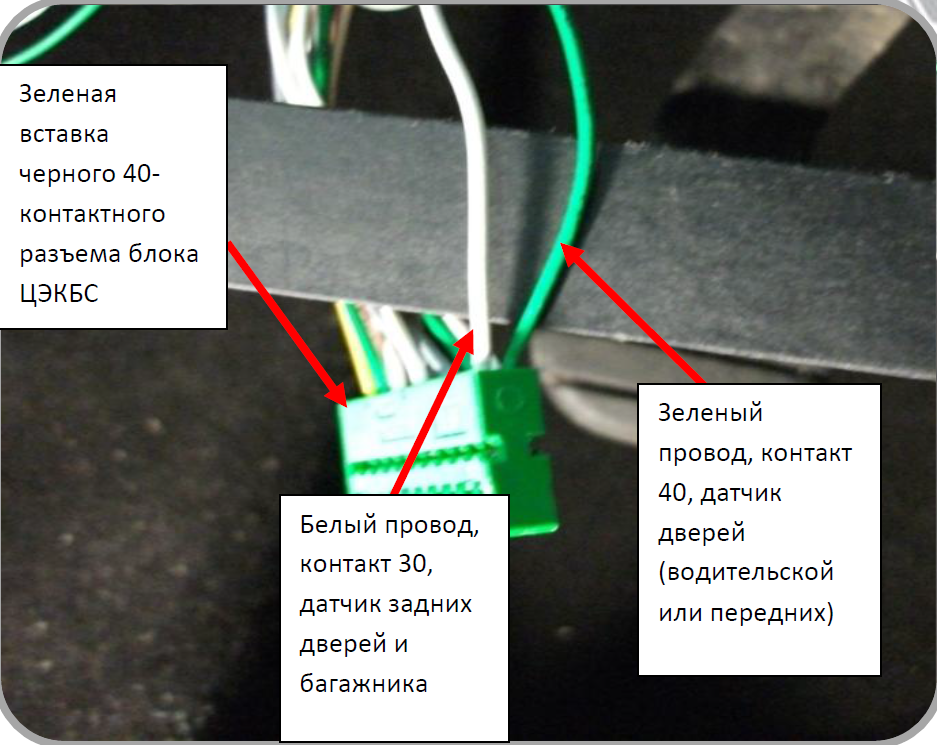 Зеленая
вставка
черного 40-
контактного
разъема блока
ЦЭКБС
Белый провод,
контакт 30,
датчик задних
дверей и
багажника
Зеленый
провод, контакт
40, датчик
дверей
(водительской
или передних)